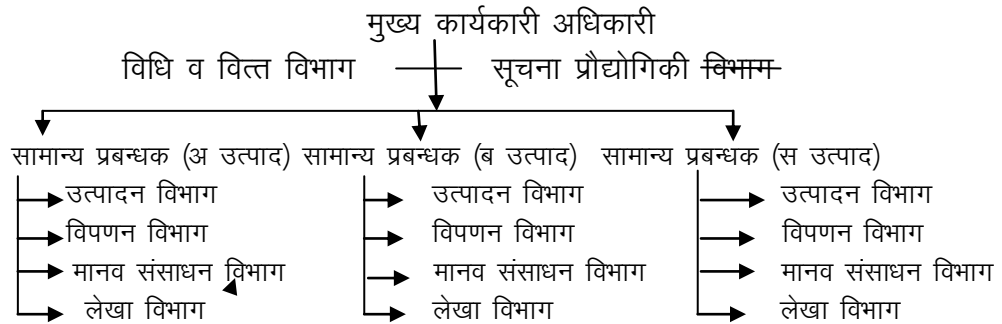 मुख्य कार्यकारी अधिकारी
विधि व वित्त विभाग सूचना प्रौद्योगिकी विभाग
सामान्य प्रबन्धक (अ उत्पाद) सामान्य प्रबन्धक (ब उत्पाद) सामान्य प्रबन्धक (स उत्पाद)
उत्पादन विभाग उत्पादन विभाग उत्पादन विभाग
विपणन विभाग विपणन विभाग विपणन विभाग
मानव संसाधन विभाग मानव संसाधन विभाग मानव संसाधन विभाग
लेखा विभाग लेखा विभाग लेखा विभाग